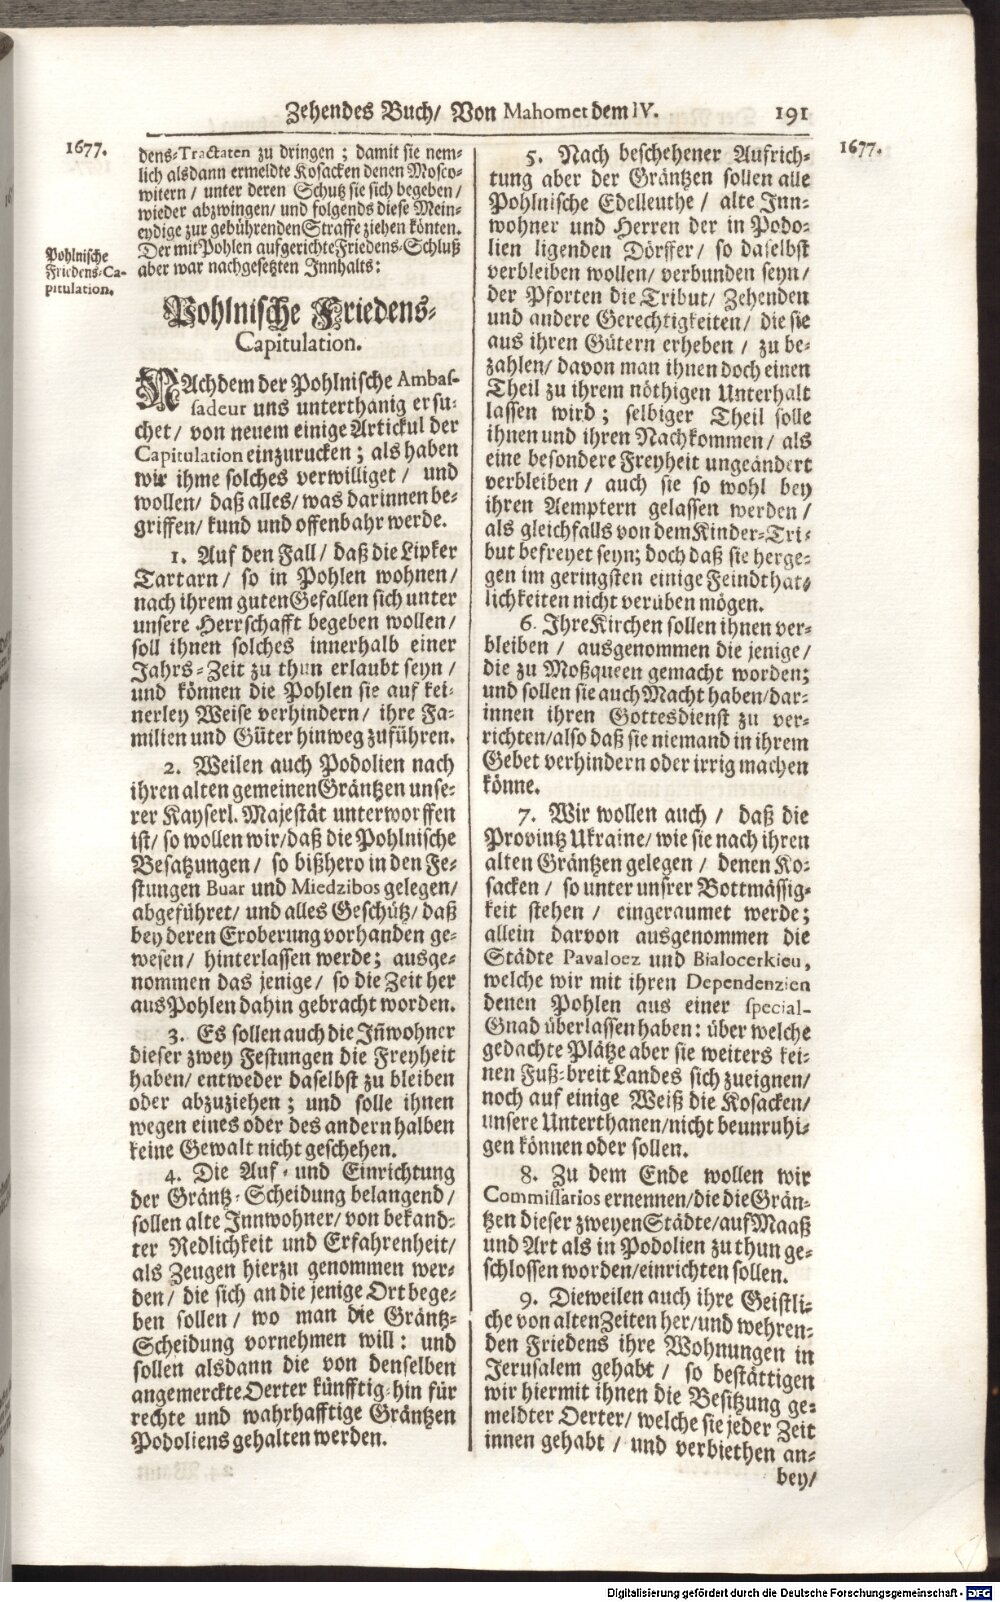 Zehendes Buch/ Von Mahomet dem IV. 191
1677.
dens-Tractaten zu dringen; damit sie nem-
lich alsdann ermeldte Kosacken denen Mosco-
witern/ unter deren Schutz sie sich begeben/
wieder abzwingen/ und folgends diese Mein-
eydige zur gebührenden Straffe ziehen könten.
Der mit Pohlen aufgerichte Friedens-Schluß
aber war nachgesetzten Innhalts:
Pohlnische
Friedens-Ca-
pitulation.
Pohlnische Friedens-
Capitulation.
NAchdem der Pohlnische Ambas-
sadeur uns unterthänig ersu-
chet/ von neuem einige Artickul der
Capitulation einzurucken; als haben
wir ihme solches verwilliget/ und
wollen/ daß alles/ was darinnen be-
griffen/ kund und offenbahr werde.
1. Auf den Fall/ daß die Lipker
Tartarn/ so in Pohlen wohnen/
nach ihrem guten Gefallen sich unter
unsere Herrschafft begeben wollen/
soll ihnen solches innerhalb einer
Jahrs-Zeit zu thun erlaubt seyn/
und können die Pohlen sie auf kei-
nerley Weise verhindern/ ihre Fa-
milien und Güter hinweg zuführen.
2. Weilen auch Podolien nach
ihren alten gemeinen Gräntzen unse-
rer Kayserl. Majestät unterworffen
ist/ so wollen wir/ daß die Pohlnische
Besatzungen/ so bißhero in den Fe-
stungen Buar und Miedzibos gelegen/
abgeführet/ und alles Geschütz/ daß
bey deren Eroberung vorhanden ge-
wesen/ hinterlassen werde; ausge-
nommen das jenige/ so die Zeit her
aus Pohlen dahin gebracht worden.
3. Es sollen auch die Iñwohner
dieser zwey Festungen die Freyheit
haben/ entweder daselbst zu bleiben
oder abzuziehen; und solle ihnen
wegen eines oder des andern halben
keine Gewalt nicht geschehen.
4. Die Auf- und Einrichtung
der Gräntz-Scheidung belangend/
sollen alte Innwohner/ von bekand-
ter Redlichkeit und Erfahrenheit/
als Zeugen hierzu genommen wer-
den/ die sich an die jenige Ort bege-
ben sollen/ wo man die Gräntz-
Scheidung vornehmen will: und
sollen alsdann die von denselben
angemerckte Oerter künfftig-hin für
rechte und wahrhafftige Gräntzen
Podoliens gehalten werden.
1677.
5. Nach beschehener Aufrich-
tung aber der Gräntzen sollen alle
Pohlnische Edelleuthe/ alte Inn-
wohner und Herren der in Podo-
lien ligenden Dörffer/ so daselbst
verbleiben wollen/ verbunden seyn/
der Pforten die Tribut/ Zehenden
und andere Gerechtigkeiten/ die sie
aus ihren Gütern erheben/ zu be-
zahlen/ davon man ihnen doch einen
Theil zu ihrem nöthigen Unterhalt
lassen wird; selbiger Theil solle
ihnen und ihren Nachkommen/ als
eine besondere Freyheit ungeändert
verbleiben/ auch sie so wohl bey
ihren Aemptern gelassen werden/
als gleichfalls von dem Kinder-Tri-
but befreyet seyn; doch daß sie herge-
gen im geringsten einige Feindthat-
lichkeiten nicht verüben mögen.
6. Ihre Kirchen sollen ihnen ver-
bleiben/ ausgenommen die jenige/
die zu Moßqueen gemacht worden;
und sollen sie auch Macht haben/ dar-
innen ihren Gottesdienst zu ver-
richten/ also daß sie niemand in ihrem
Gebet verhindern oder irrig machen
könne.
7. Wir wollen auch/ daß die
Provintz Ukraine/ wie sie nach ihren
alten Gräntzen gelegen/ denen Ko-
sacken/ so unter unsrer Bottmässig-
keit stehen/ eingeraumet werde;
allein darvon ausgenommen die
Städte Pavalocz und Bialocerkieu,
welche wir mit ihren Dependenzien
denen Pohlen aus einer special-
Gnad überlassen haben: über welche
gedachte Plätze aber sie weiters kei-
nen Fuß-breit Landes sich zueignen/
noch auf einige Weiß die Kosacken/
unsere Unterthanen/ nicht beunruhi-
gen können oder sollen.
8. Zu dem Ende wollen wir
Commissarios ernennen/ die die Grän-
tzen dieser zweyen Städte/ auf Maaß
und Art als in Podolien zu thun ge-
schlossen worden/ einrichten sollen.
9. Dieweilen auch ihre Geistli-
che von alten Zeiten her/ und wehren-
den Friedens ihre Wohnungen in
Jerusalem gehabt/ so bestättigen
wir hiermit ihnen die Besitzung ge-
meldter Oerter/ welche sie jeder Zeit
innen gehabt/ und verbiethen an-
bey/
Digitalisierung gefördert durch die Deutsche Forschungsgemeinschaft - DFG